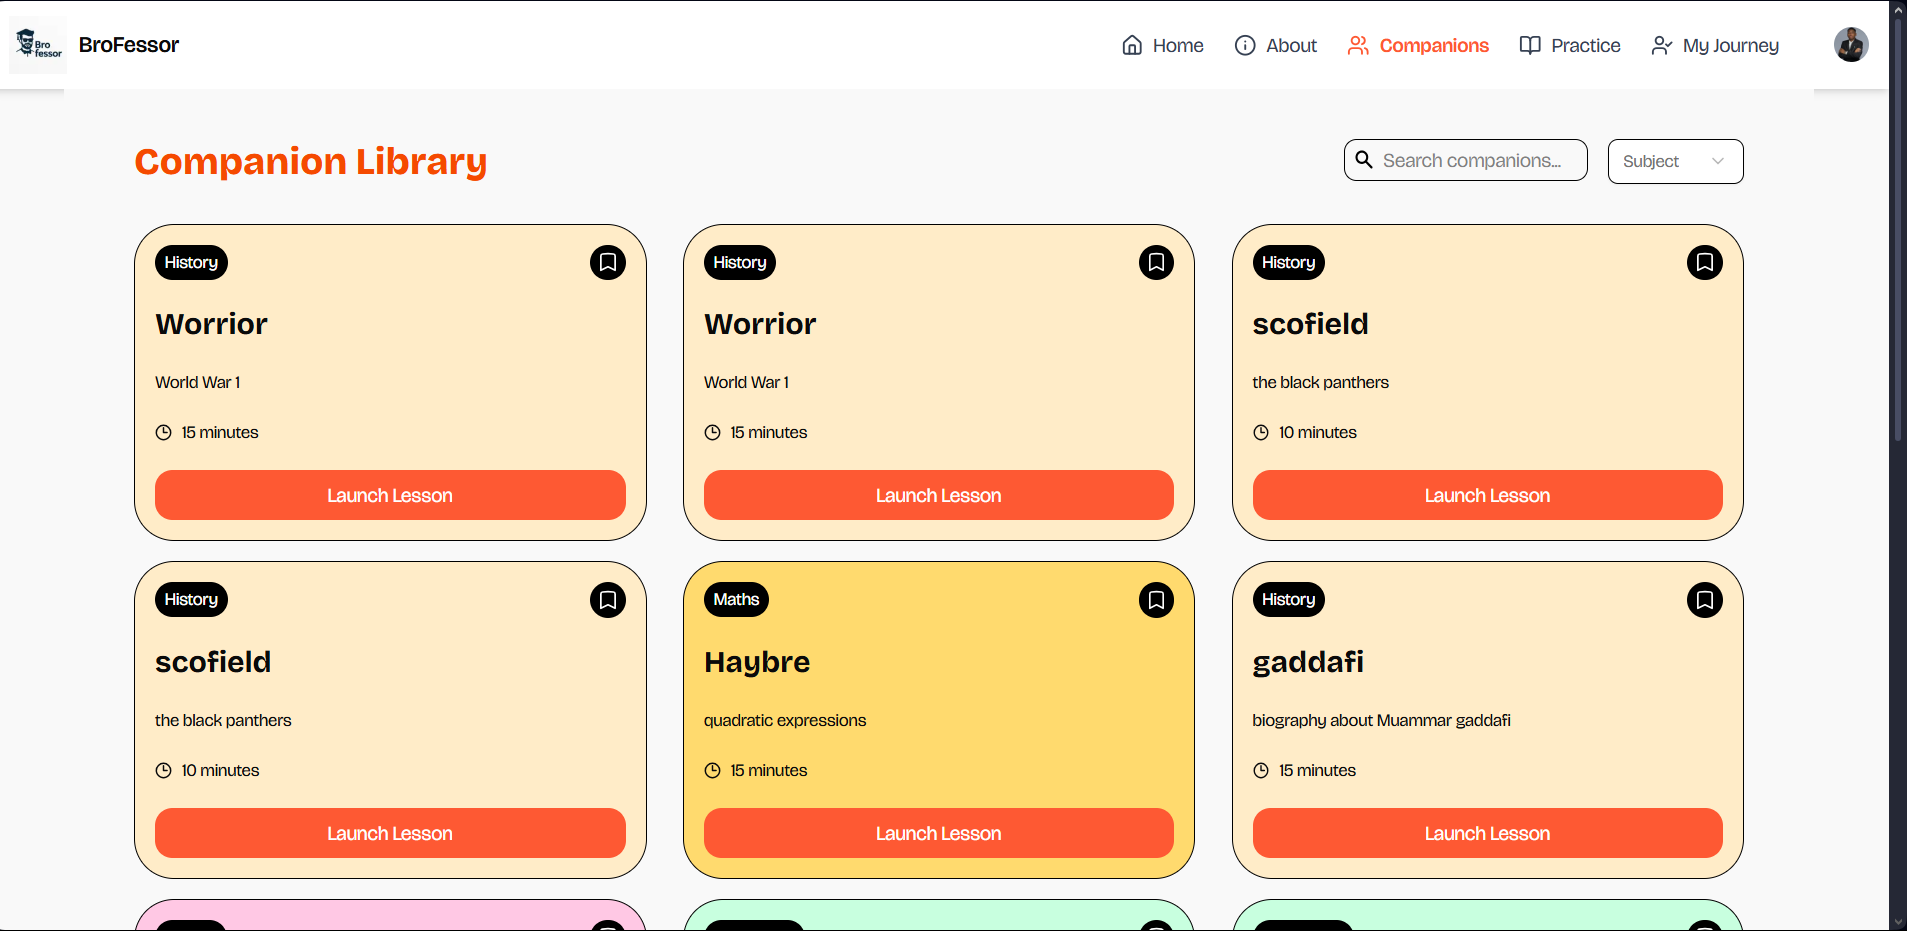 Bro
fessor
BroFessor
Home
About
Companions
Practice
My Journey
Companion Library
Search companions...
Subject
History
Worrior
World War 1
15 minutes
Launch Lesson
History
Worrior
World War 1
15 minutes
Launch Lesson
History
scofield
the black panthers
10 minutes
Launch Lesson
History
scofield
the black panthers
10 minutes
Launch Lesson
Maths
Haybre
quadratic expressions
15 minutes
Launch Lesson
History
gaddafi
biography about Muammar gaddafi
15 minutes
Launch Lesson